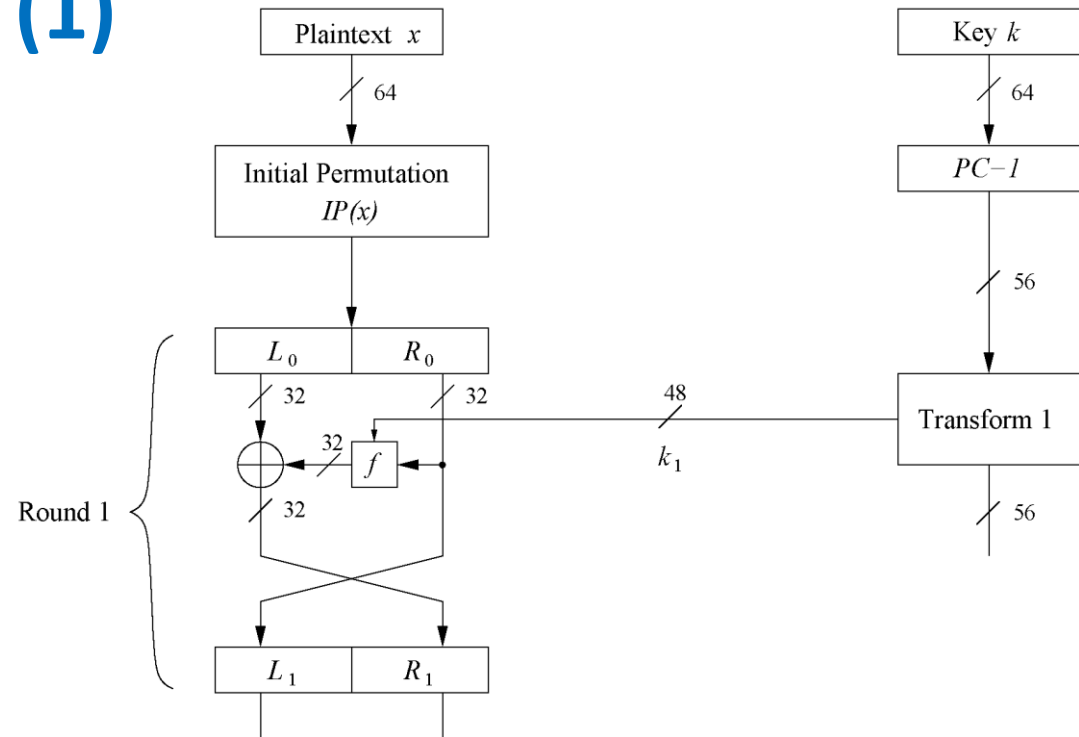 (1)
Plaintext x
Key k
64
64
Initial Permutation
IP(x)
PC−1
56
L0 R0
32
32
48
Transform 1
32
f
k1
Round 1
32
56
L1 R1